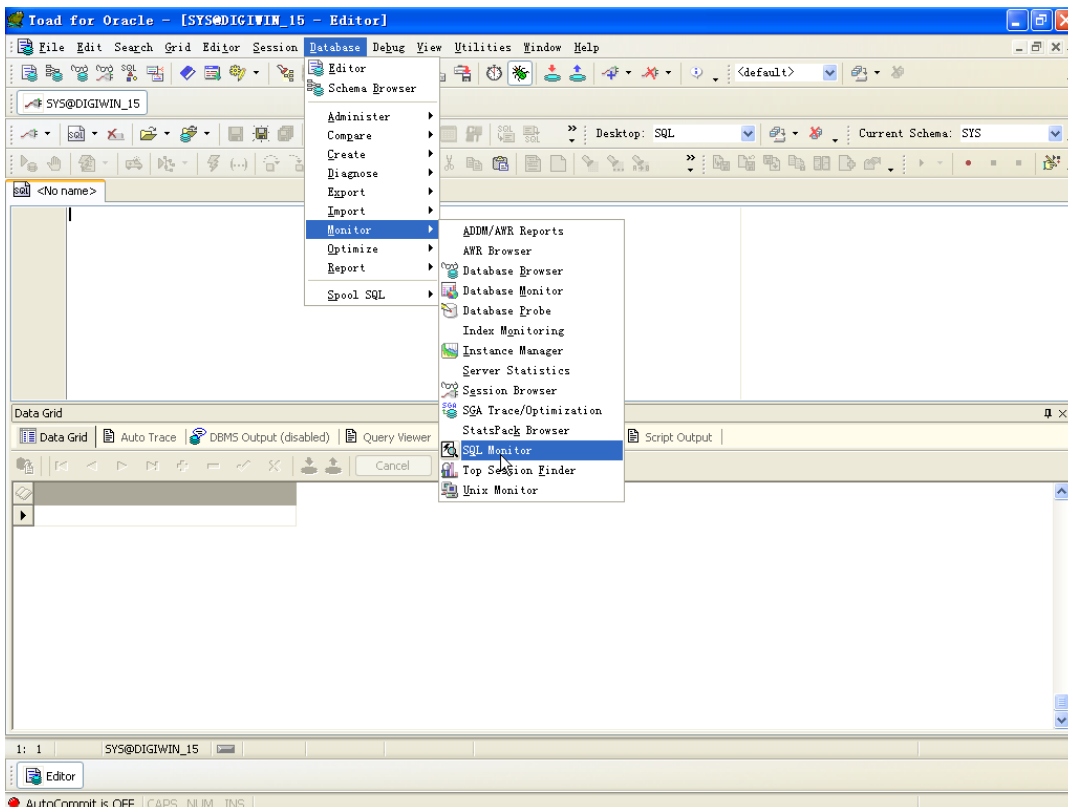 Toad for Oracle - [SYS@DIGIWIN_15 - Editor]
File Edit Search Grid Editor Session Database Debug View Utilities Window Help
<default>
SYS@DIGIWIN_15
Desktop: SQL
Current Schema: SYS
<No name>
Editor
Schema Browser
Administer
Compare
Create
Diagnose
Export
Import
Monitor
Optimize
Report
Spool SQL
ADDM/AWR Reports
AWR Browser
Database Browser
Database Monitor
Database Probe
Index Monitoring
Instance Manager
Server Statistics
Session Browser
SGA Trace/Optimization
StatsPack Browser
SQL Monitor
Top Session Finder
Unix Monitor
Data Grid
Data Grid Auto Trace DBMS Output (disabled) Query Viewer Script Output
Cancel
1: 1 SYS@DIGIWIN_15
Editor
AutoCommit is OFF CAPS NUM INS